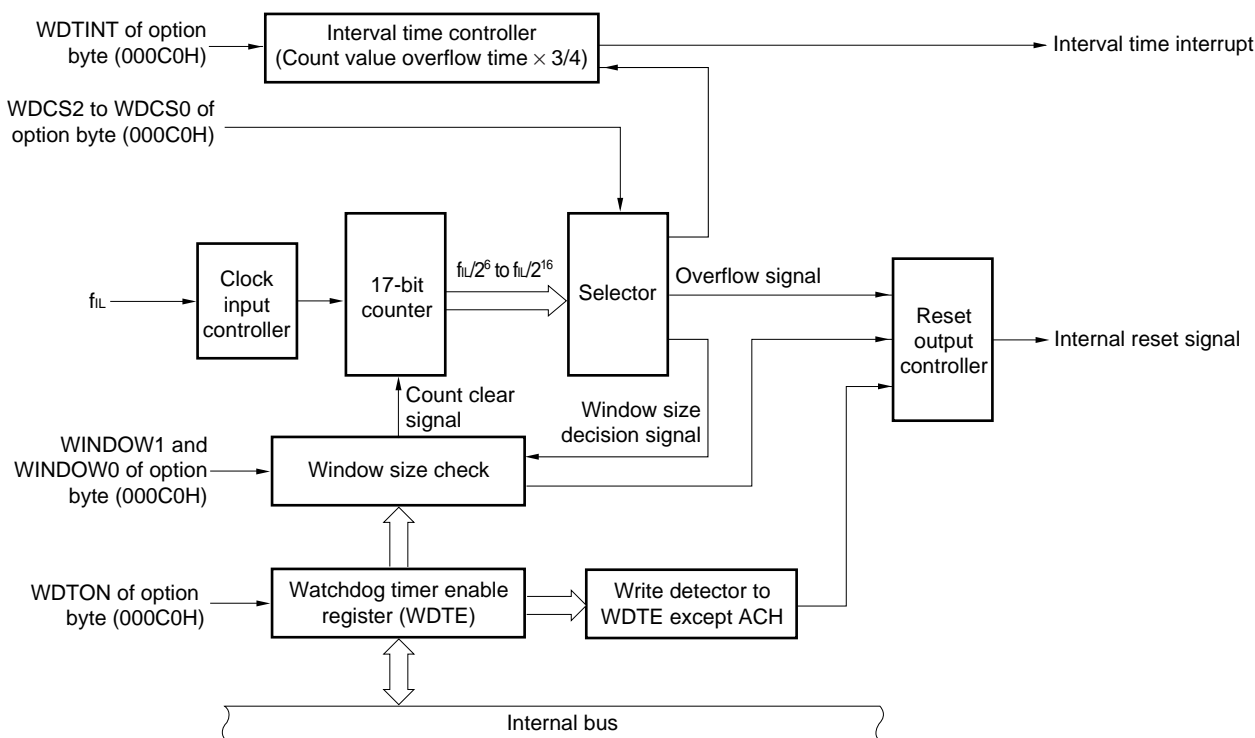 WDTINT of option
byte (000C0H)
Interval time controller
(Count value overflow time × 3/4)
Interval time interrupt
WDCS2 to WDCS0 of
option byte (000C0H)
fIL
Clock
input
controller
17-bit
counter
fIL/2⁶ to fIL/2¹⁶
Selector
Overflow signal
Reset
output
controller
Internal reset signal
Count clear
signal
Window size
decision signal
WINDOW1 and
WINDOW0 of option
byte (000C0H)
Window size check
WDTON of option
byte (000C0H)
Watchdog timer enable
register (WDTE)
Write detector to
WDTE except ACH
Internal bus